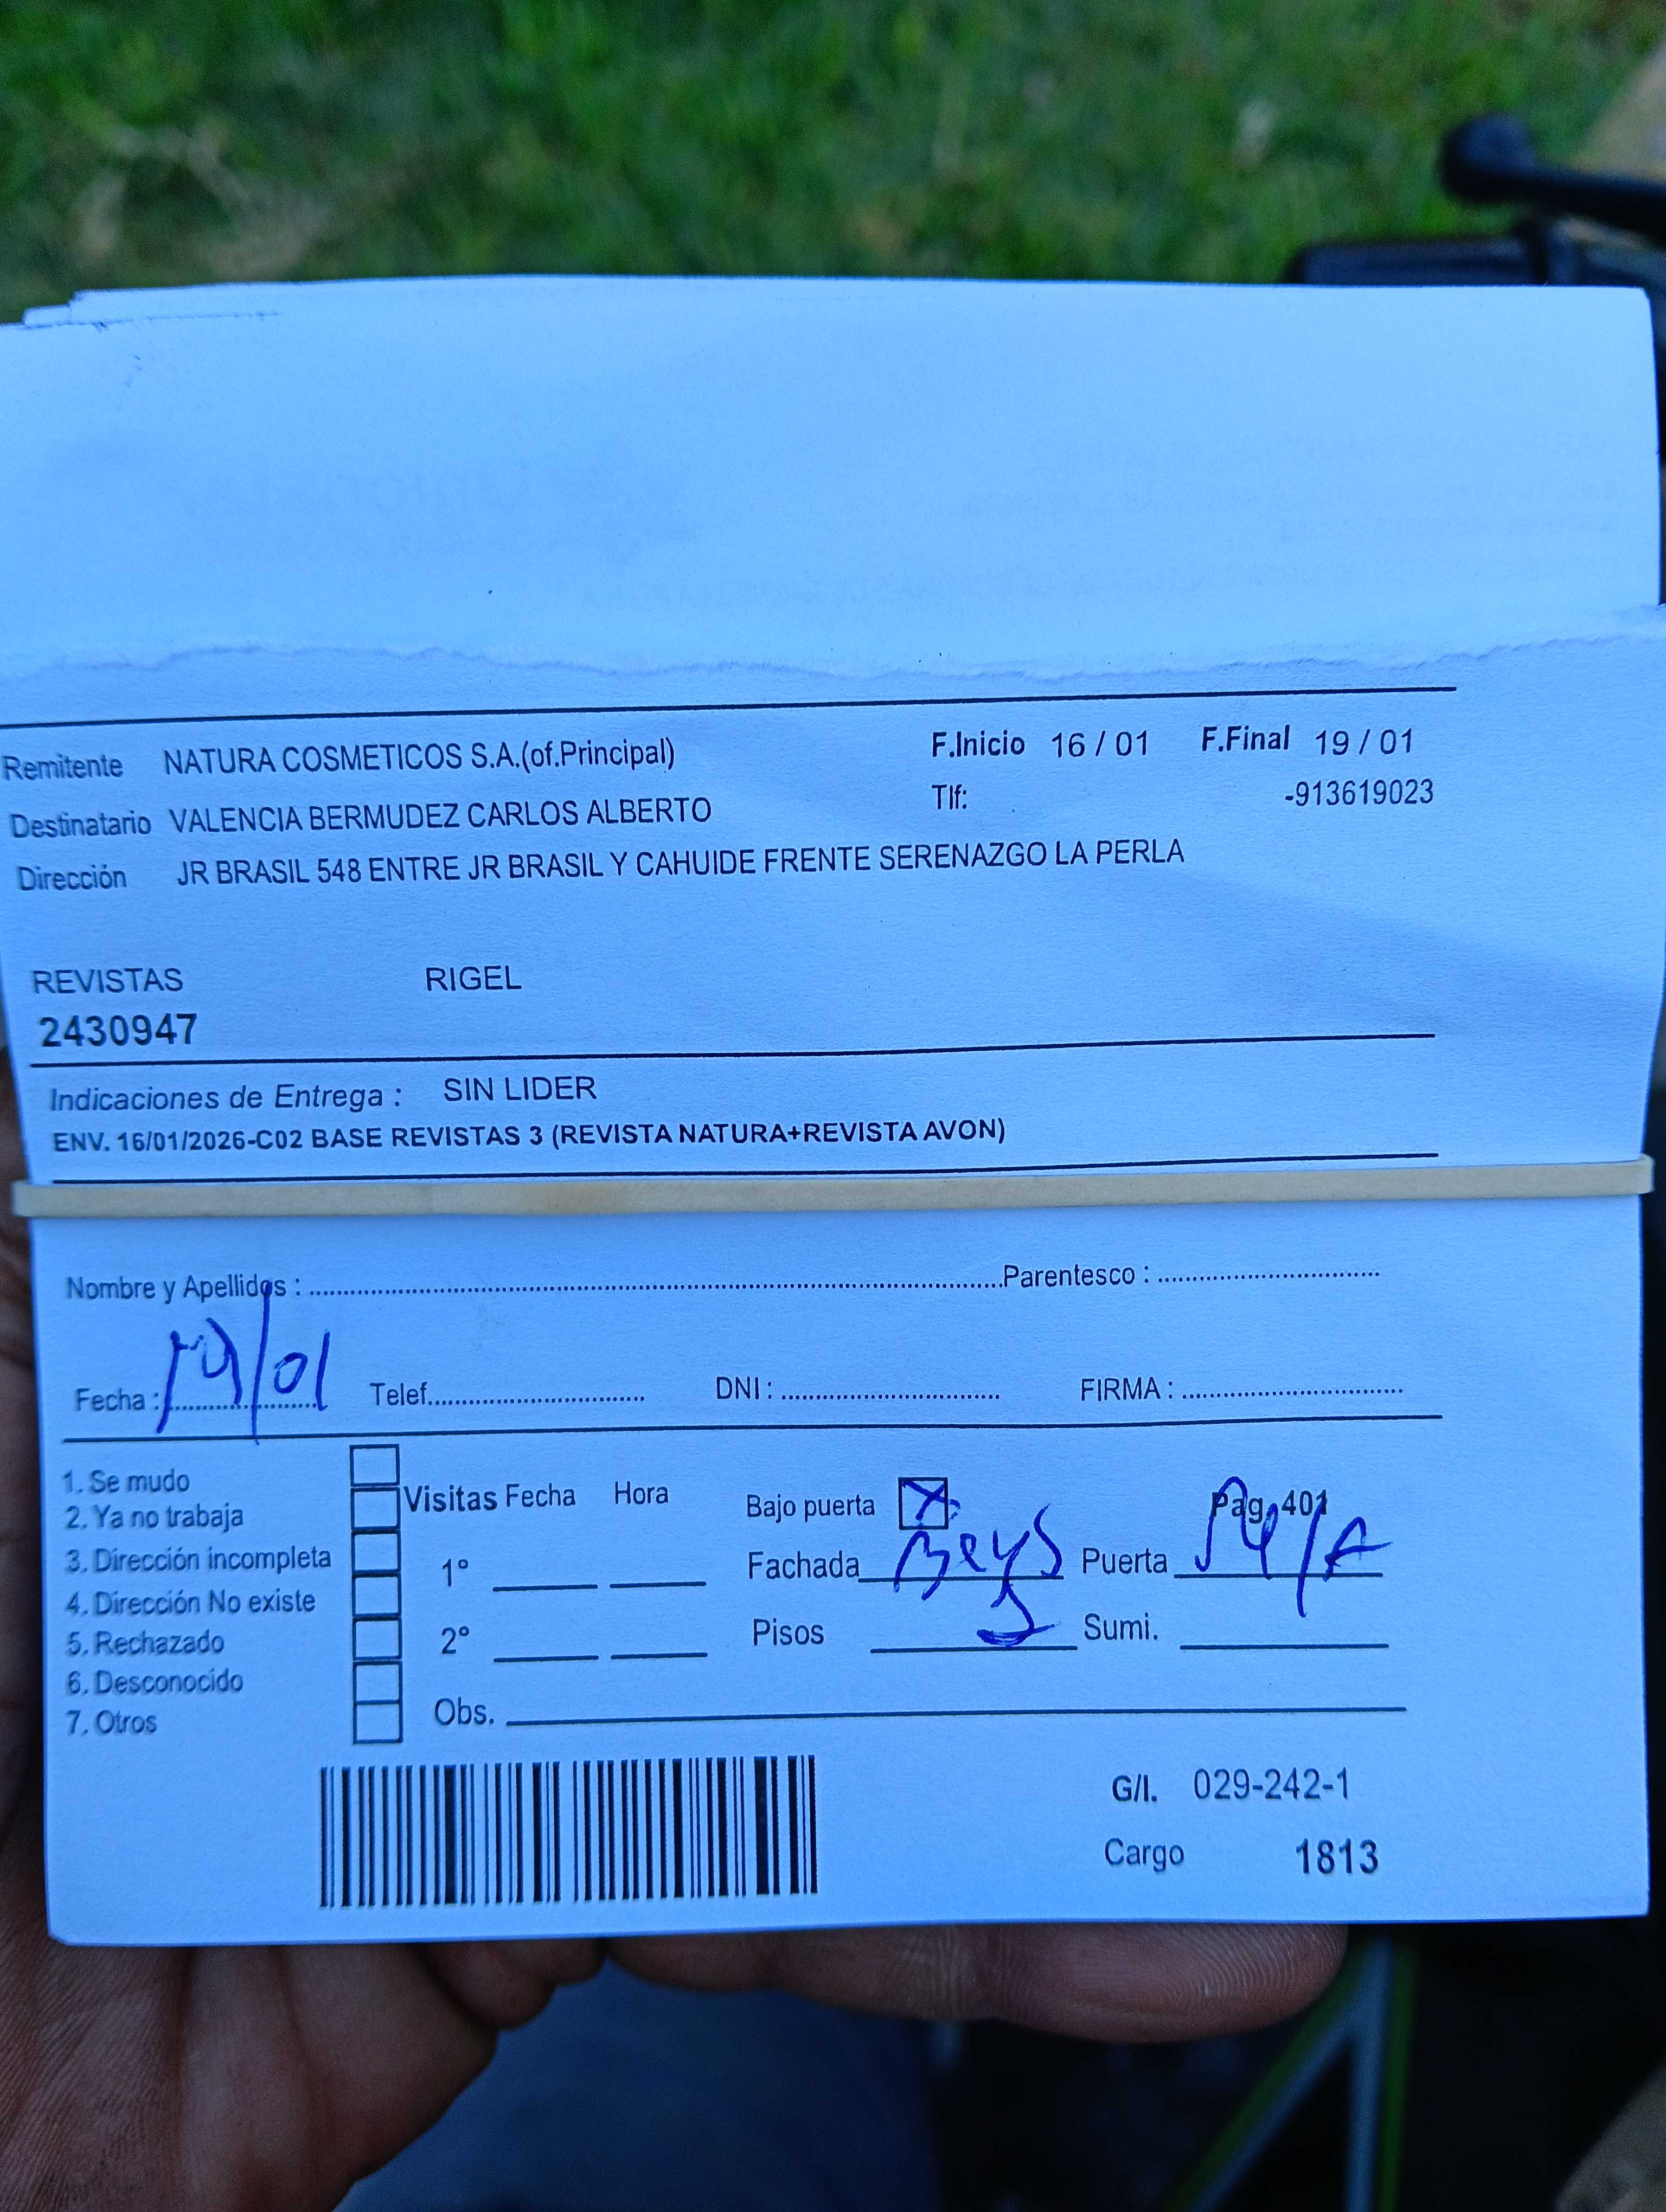 Remitente NATURA COSMETICOS S.A.(of.Principal) F.Inicio 16 / 01 F.Final 19 / 01
Destinatario VALENCIA BERMUDEZ CARLOS ALBERTO Tlf: -913619023
Dirección JR BRASIL 548 ENTRE JR BRASIL Y CAHUIDE FRENTE SERENAZGO LA PERLA
REVISTAS RIGEL
2430947
Indicaciones de Entrega : SIN LIDER
ENV. 16/01/2026-C02 BASE REVISTAS 3 (REVISTA NATURA+REVISTA AVON)
Nombre y Apellidos : Parentesco :
Fecha : 19/01 Telef. DNI : FIRMA :
1. Se mudo
2. Ya no trabaja
3. Dirección incompleta
4. Dirección No existe
5. Rechazado
6. Desconocido
7. Otros
Visitas Fecha Hora
1°
2°
Obs.
Bajo puerta X Pag. 401
Fachada Beys Puerta
Pisos 3 Sumi.
G/I. 029-242-1
Cargo 1813